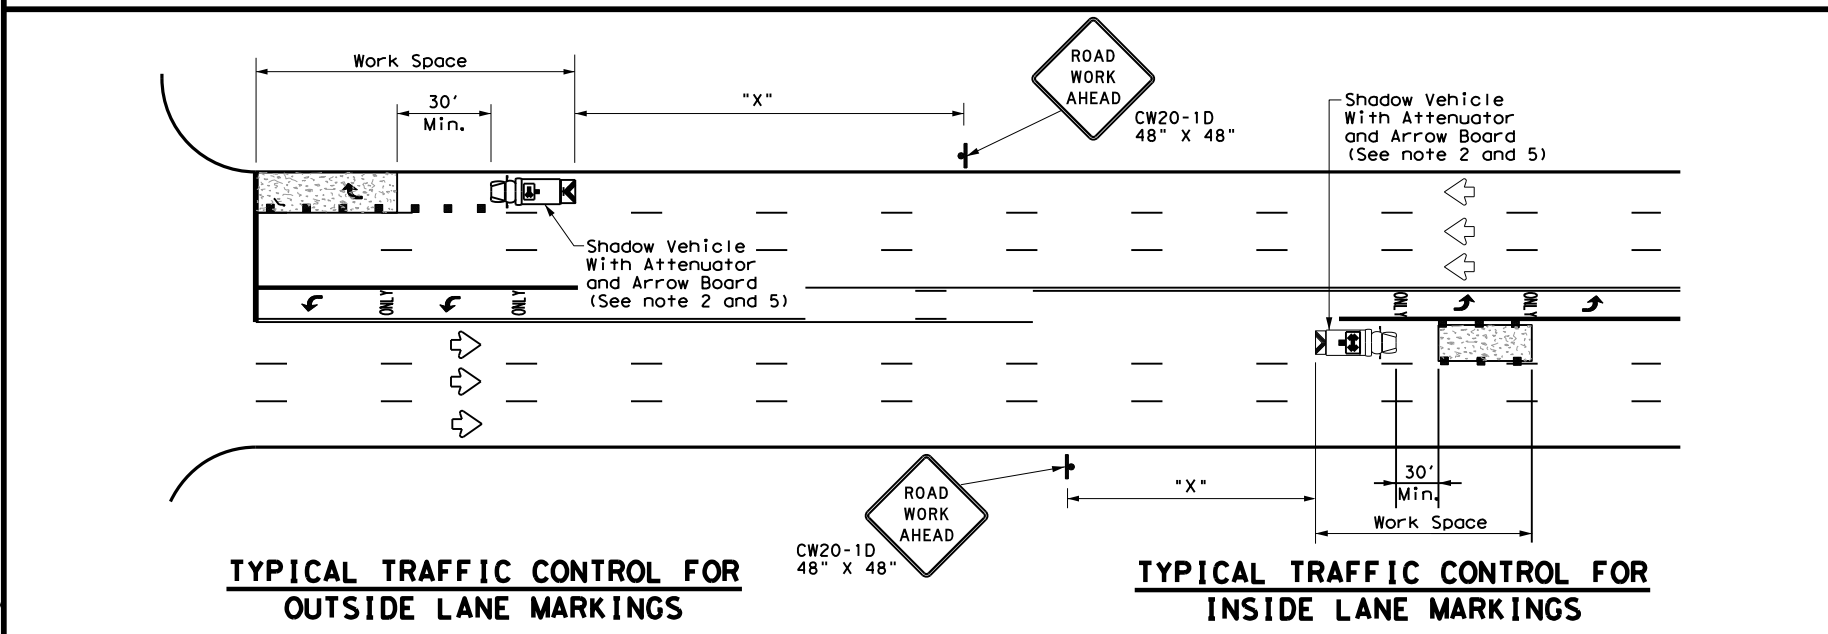 Work Space
30'
Min.
"X"
ROAD
WORK
AHEAD
CW20-1D
48" X 48"
Shadow Vehicle
With Attenuator
and Arrow Board
(See note 2 and 5)
Shadow Vehicle
With Attenuator
and Arrow Board
(See note 2 and 5)
ONLY
ONLY
ONLY
ONLY
ROAD
WORK
AHEAD
CW20-1D
48" X 48"
"X"
30'
Min.
Work Space
TYPICAL TRAFFIC CONTROL FOR
OUTSIDE LANE MARKINGS
TYPICAL TRAFFIC CONTROL FOR
INSIDE LANE MARKINGS